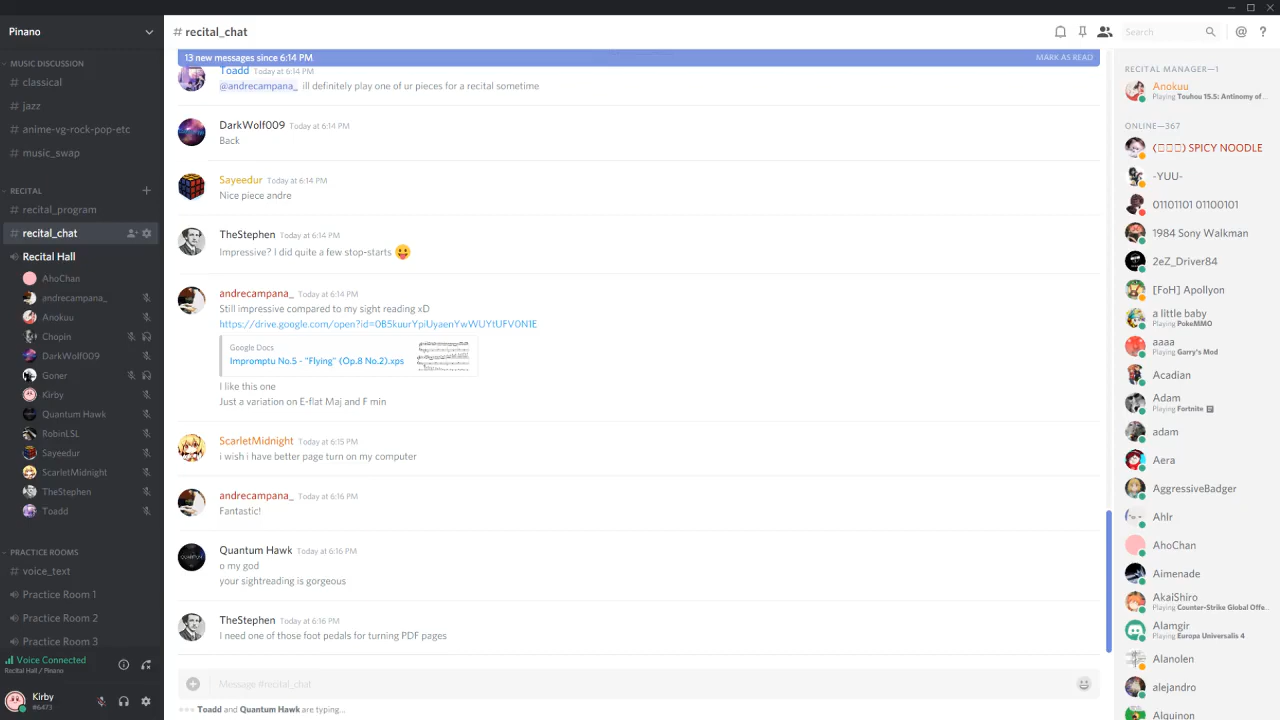 Pinano
MUSIC DISCUSSION
# classical
# jazz
# anime-vg-rock-pop-etc
# music_swap
RECITAL
# recital_program
# recital_chat
Recital Hall
AhoChan
andrecampana_
Anokuu
Chopin
DarkWolf009
Goner
Kirby
Quantum Hawk
RobinLSL
Sayeedur
ScarletMidnight
TheStephen
Toadd
PRACTICE ROOMS
# voice_text
Practice Room 1
Practice Room 2
Practice Room 3
Voice Connected
Recital Hall / Pinano
Kirby
#6473
# recital_chat
Search
13 new messages since 6:14 PM
MARK AS READ
Toadd Today at 6:14 PM
@andrecampana_ ill definitely play one of ur pieces for a recital sometime
DarkWolf009 Today at 6:14 PM
Back
Sayeedur Today at 6:14 PM
Nice piece andre
TheStephen Today at 6:14 PM
Impressive? I did quite a few stop-starts 😛
andrecampana_ Today at 6:14 PM
Still impressive compared to my sight reading xD
https://drive.google.com/open?id=0B5kuurYpiUyaenYwWUYtUFV0N1E
Google Docs
Impromptu No.5 - "Flying" (Op.8 No.2).xps
I like this one
Just a variation on E-flat Maj and F min
ScarletMidnight Today at 6:15 PM
i wish i have better page turn on my computer
andrecampana_ Today at 6:16 PM
Fantastic!
Quantum Hawk Today at 6:16 PM
o my god
your sightreading is gorgeous
TheStephen Today at 6:16 PM
I need one of those foot pedals for turning PDF pages
Message #recital_chat
Toadd and Quantum Hawk are typing...
RECITAL MANAGER—1
Anokuu
Playing Touhou 15.5: Antinomy of...
ONLINE—367
(▯▯▯) SPICY NOODLE
-YUU-
01101101 01100101
1984 Sony Walkman
2eZ_Driver84
[FoH] Apollyon
a little baby
Playing PokeMMO
aaaa
Playing Garry's Mod
Acadian
Adam
Playing Fortnite
adam
Aera
AggressiveBadger
Ahlr
AhoChan
Aimenade
AkaiShiro
Playing Counter-Strike Global Offe...
Alamgir
Playing Europa Universalis 4
Alanolen
alejandro
Alquinon